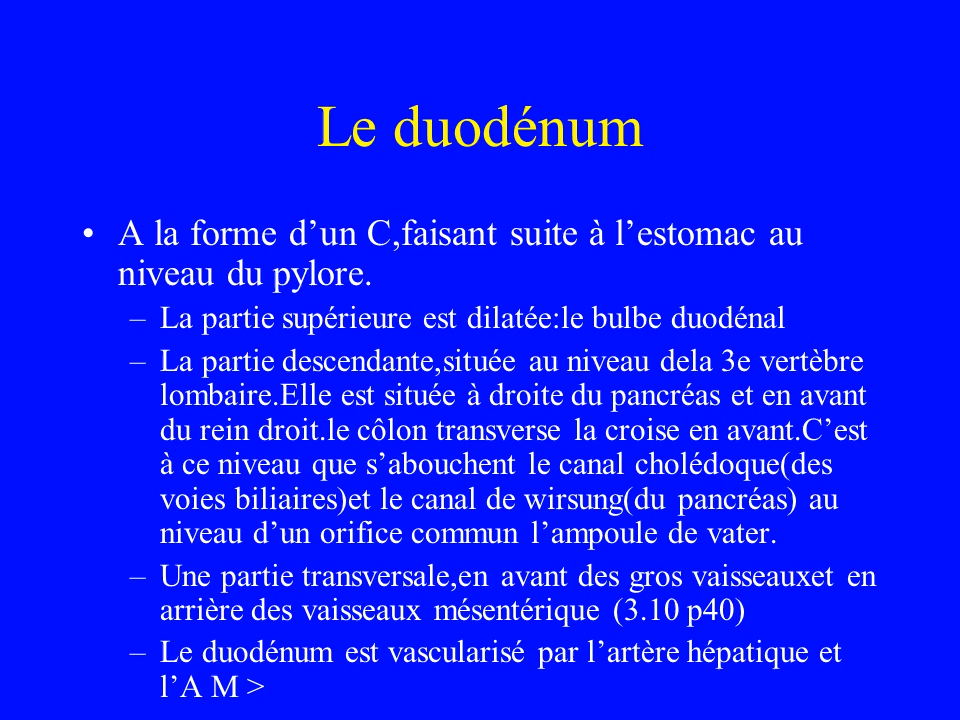 Le duodénum
• A la forme d’un C,faisant suite à l’estomac au
niveau du pylore.
–La partie supérieure est dilatée:le bulbe duodénal
–La partie descendante,située au niveau dela 3e vertèbre
lombaire.Elle est située à droite du pancréas et en avant
du rein droit.le côlon transverse la croise en avant.C’est
à ce niveau que s’abouchent le canal cholédoque(des
voies biliaires)et le canal de wirsung(du pancréas) au
niveau d’un orifice commun l’ampoule de vater.
–Une partie transversale,en avant des gros vaisseauxet en
arrière des vaisseaux mésentérique (3.10 p40)
–Le duodénum est vascularisé par l’artère hépatique et
l’A M >